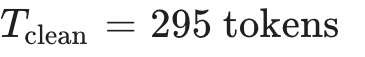 T_clean = 295 tokens